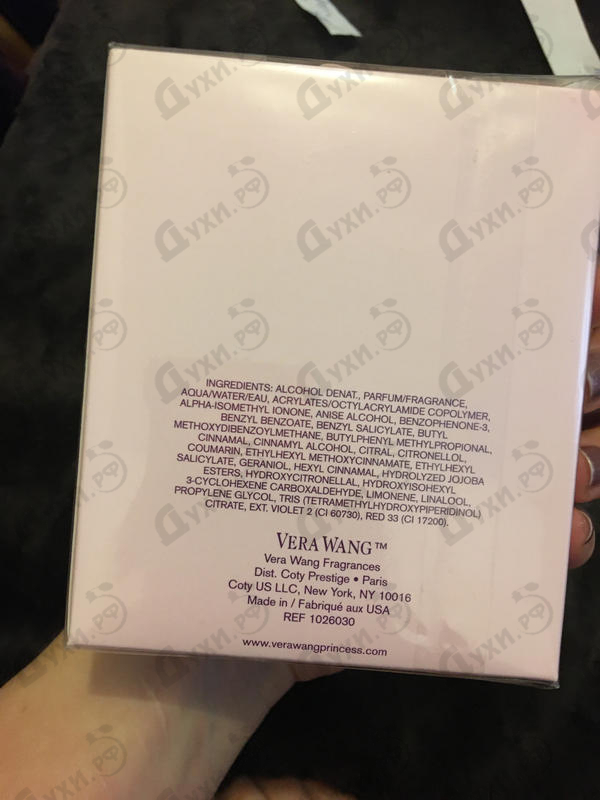 INGREDIENTS: ALCOHOL DENAT., PARFUM/FRAGRANCE,
AQUA/WATER/EAU, ACRYLATES/OCTYLACRYLAMIDE COPOLYMER,
ALPHA-ISOMETHYL IONONE, ANISE ALCOHOL, BENZOPHENONE-3,
BENZYL BENZOATE, BENZYL SALICYLATE, BUTYL
METHOXYDIBENZOYLMETHANE, BUTYLPHENYL METHYLPROPIONAL,
CINNAMAL, CINNAMYL ALCOHOL, CITRAL, CITRONELLOL,
COUMARIN, ETHYLHEXYL METHOXYCINNAMATE, ETHYLHEXYL
SALICYLATE, GERANIOL, HEXYL CINNAMAL, HYDROLYZED JOJOBA
ESTERS, HYDROXYCITRONELLAL, HYDROXYISOHEXYL
3-CYCLOHEXENE CARBOXALDEHYDE, LIMONENE, LINALOOL,
PROPYLENE GLYCOL, TRIS (TETRAMETHYLHYDROXYPIPERIDINOL)
CITRATE, EXT. VIOLET 2 (CI 60730), RED 33 (CI 17200).
VERA WANG™
Vera Wang Fragrances
Dist. Coty Prestige • Paris
Coty US LLC, New York, NY 10016
Made in / Fabriqué aux USA
REF 1026030
www.verawangprincess.com
Духи.рф